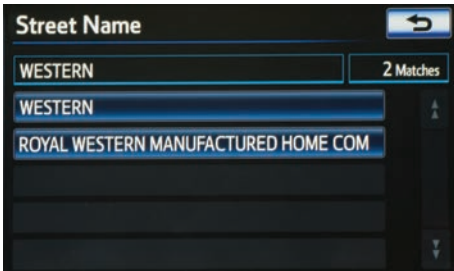 Street Name
WESTERN
2 Matches
WESTERN
ROYAL WESTERN MANUFACTURED HOME COM